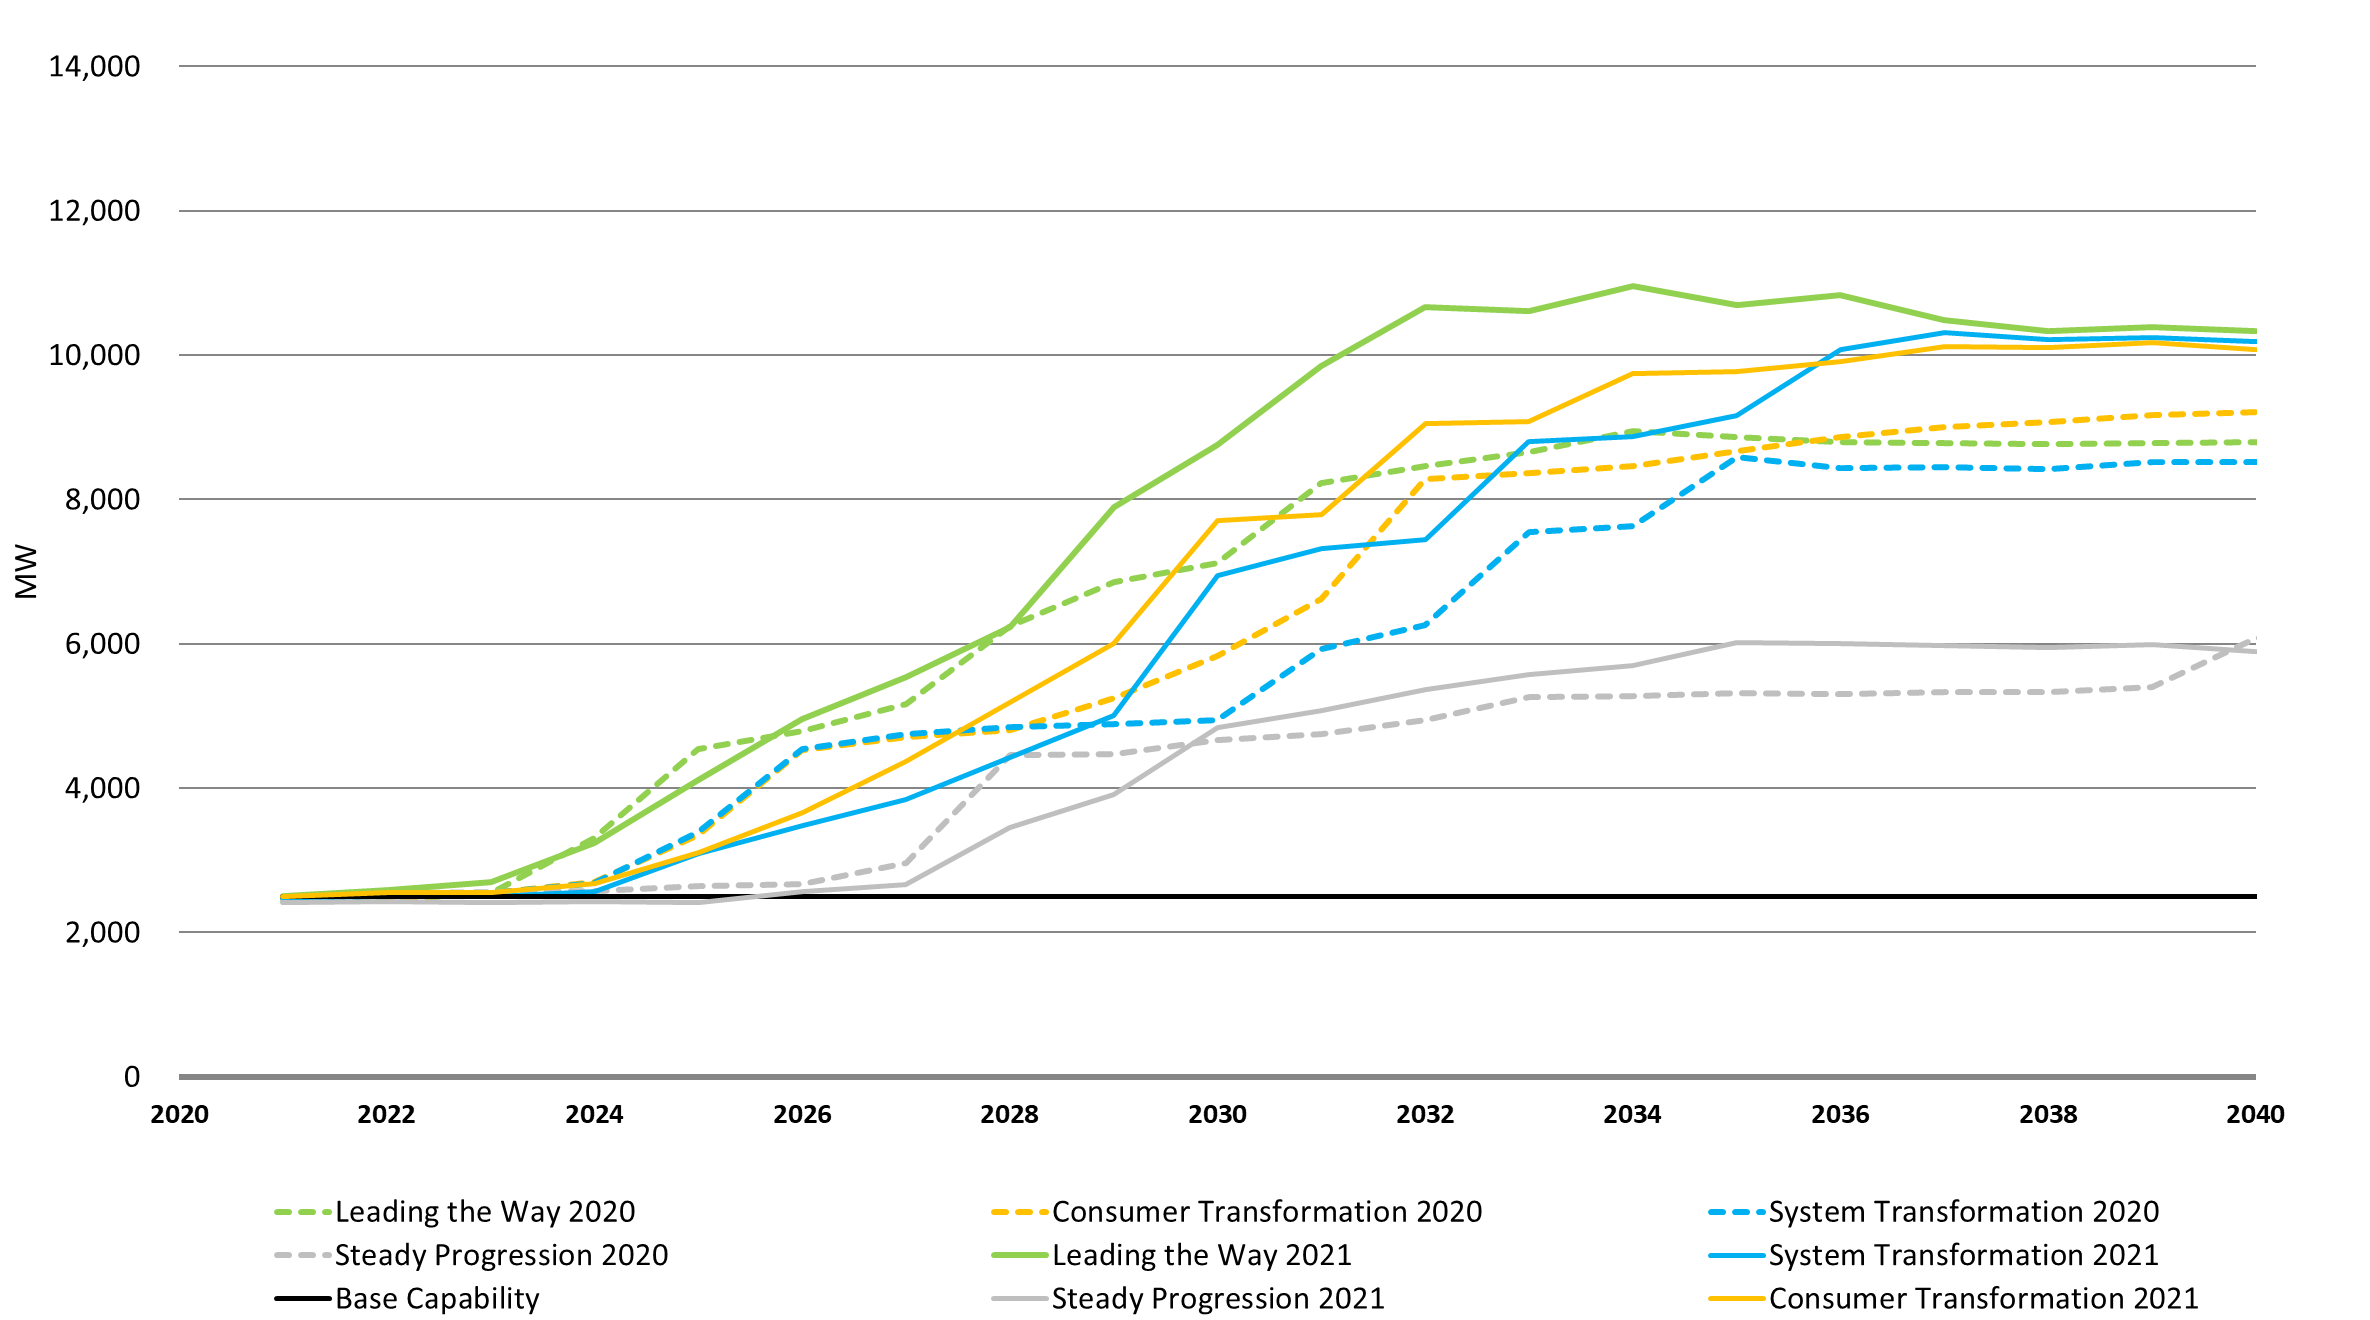 14,000
12,000
10,000
8,000
6,000
4,000
2,000
0
MW
2020 2022 2024 2026 2028 2030 2032 2034 2036 2038 2040
Leading the Way 2020 Consumer Transformation 2020 System Transformation 2020
Steady Progression 2020 Leading the Way 2021 System Transformation 2021
Base Capability Steady Progression 2021 Consumer Transformation 2021